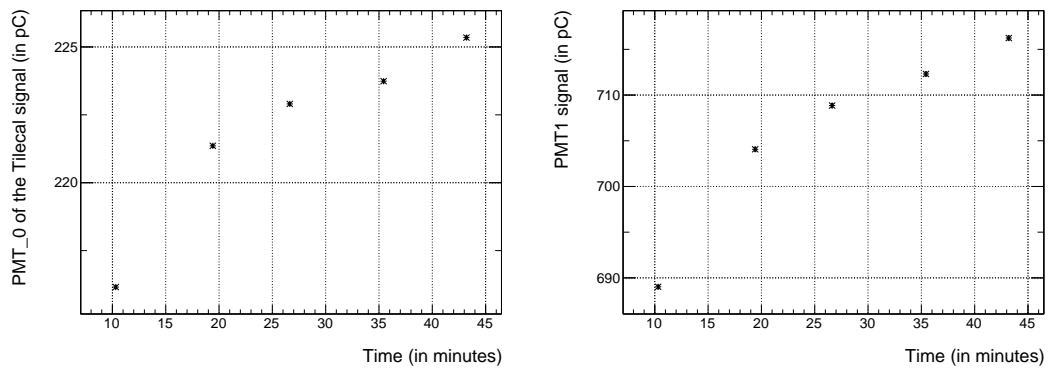 PMT_0 of the Tilecal signal (in pC)
225
220
10 15 20 25 30 35 40 45
Time (in minutes)
PMT1 signal (in pC)
710
700
690
10 15 20 25 30 35 40 45
Time (in minutes)